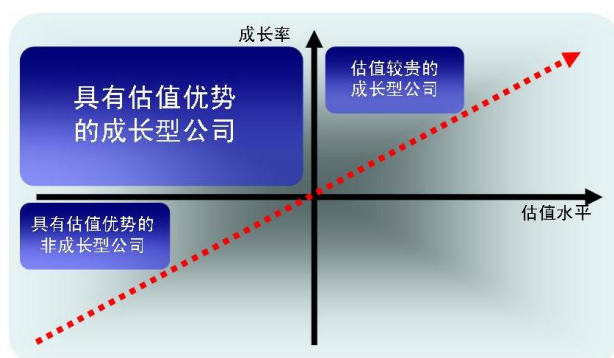 成长率
具有估值优势
的成长型公司
估值较贵的
成长型公司
具有估值优势的
非成长型公司
估值水平